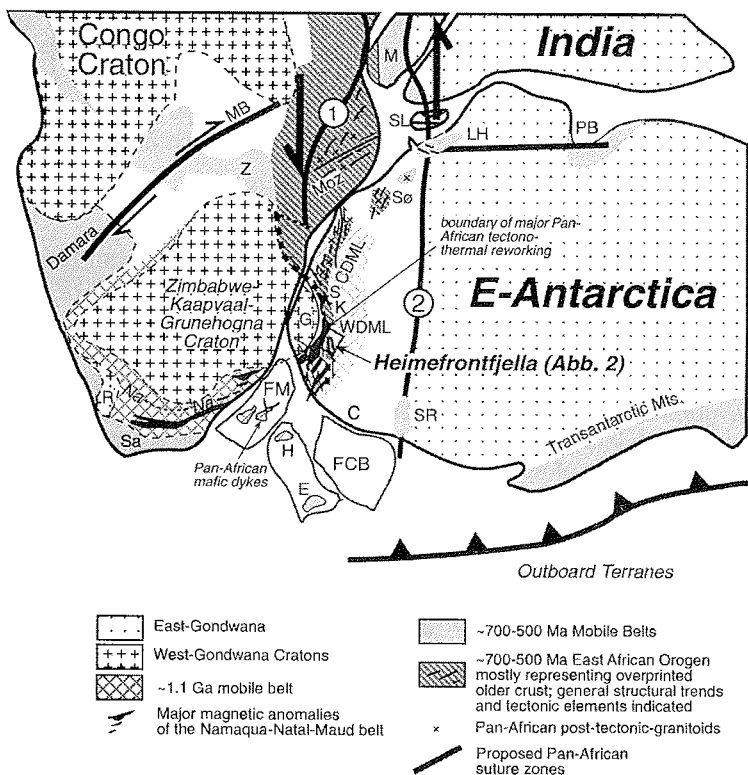 Congo
Craton
India
M
MB
1
SL
LH
PB
Z
MoZ
Sø
Damara
boundary of major Pan-
African tectono-
thermal reworking
CDML
Zimbabwe-
Kaapvaal-
Grunehogna
Craton
S
K
G
WDML
2
E-Antarctica
Heimefrontfjella (Abb. 2)
R
Na
Na
FM
C
SR
Transantarctic Mts.
Sa
H
FCB
Pan-African
mafic dykes
E
Outboard Terranes
East-Gondwana
West-Gondwana Cratons
~1.1 Ga mobile belt
Major magnetic anomalies
of the Namaqua-Natal-Maud belt
~700-500 Ma Mobile Belts
~700-500 Ma East African Orogen
mostly representing overprinted
older crust; general structural trends
and tectonic elements indicated
Pan-African post-tectonic-granitoids
Proposed Pan-African
suture zones